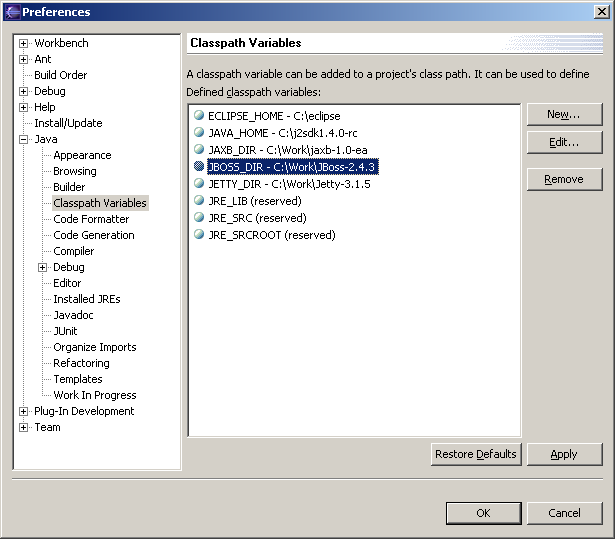 Preferences
Workbench
Ant
Build Order
Debug
Help
Install/Update
Java
Appearance
Browsing
Builder
Classpath Variables
Code Formatter
Code Generation
Compiler
Debug
Editor
Installed JREs
Javadoc
JUnit
Organize Imports
Refactoring
Templates
Work In Progress
Plug-In Development
Team
Classpath Variables
A classpath variable can be added to a project's class path. It can be used to define
Defined classpath variables:
ECLIPSE_HOME - C:\eclipse
JAVA_HOME - C:\j2sdk1.4.0-rc
JAXB_DIR - C:\Work\jaxb-1.0-ea
JBOSS_DIR - C:\Work\JBoss-2.4.3
JETTY_DIR - C:\Work\Jetty-3.1.5
JRE_LIB (reserved)
JRE_SRC (reserved)
JRE_SRCROOT (reserved)
New...
Edit...
Remove
Restore Defaults
Apply
OK
Cancel